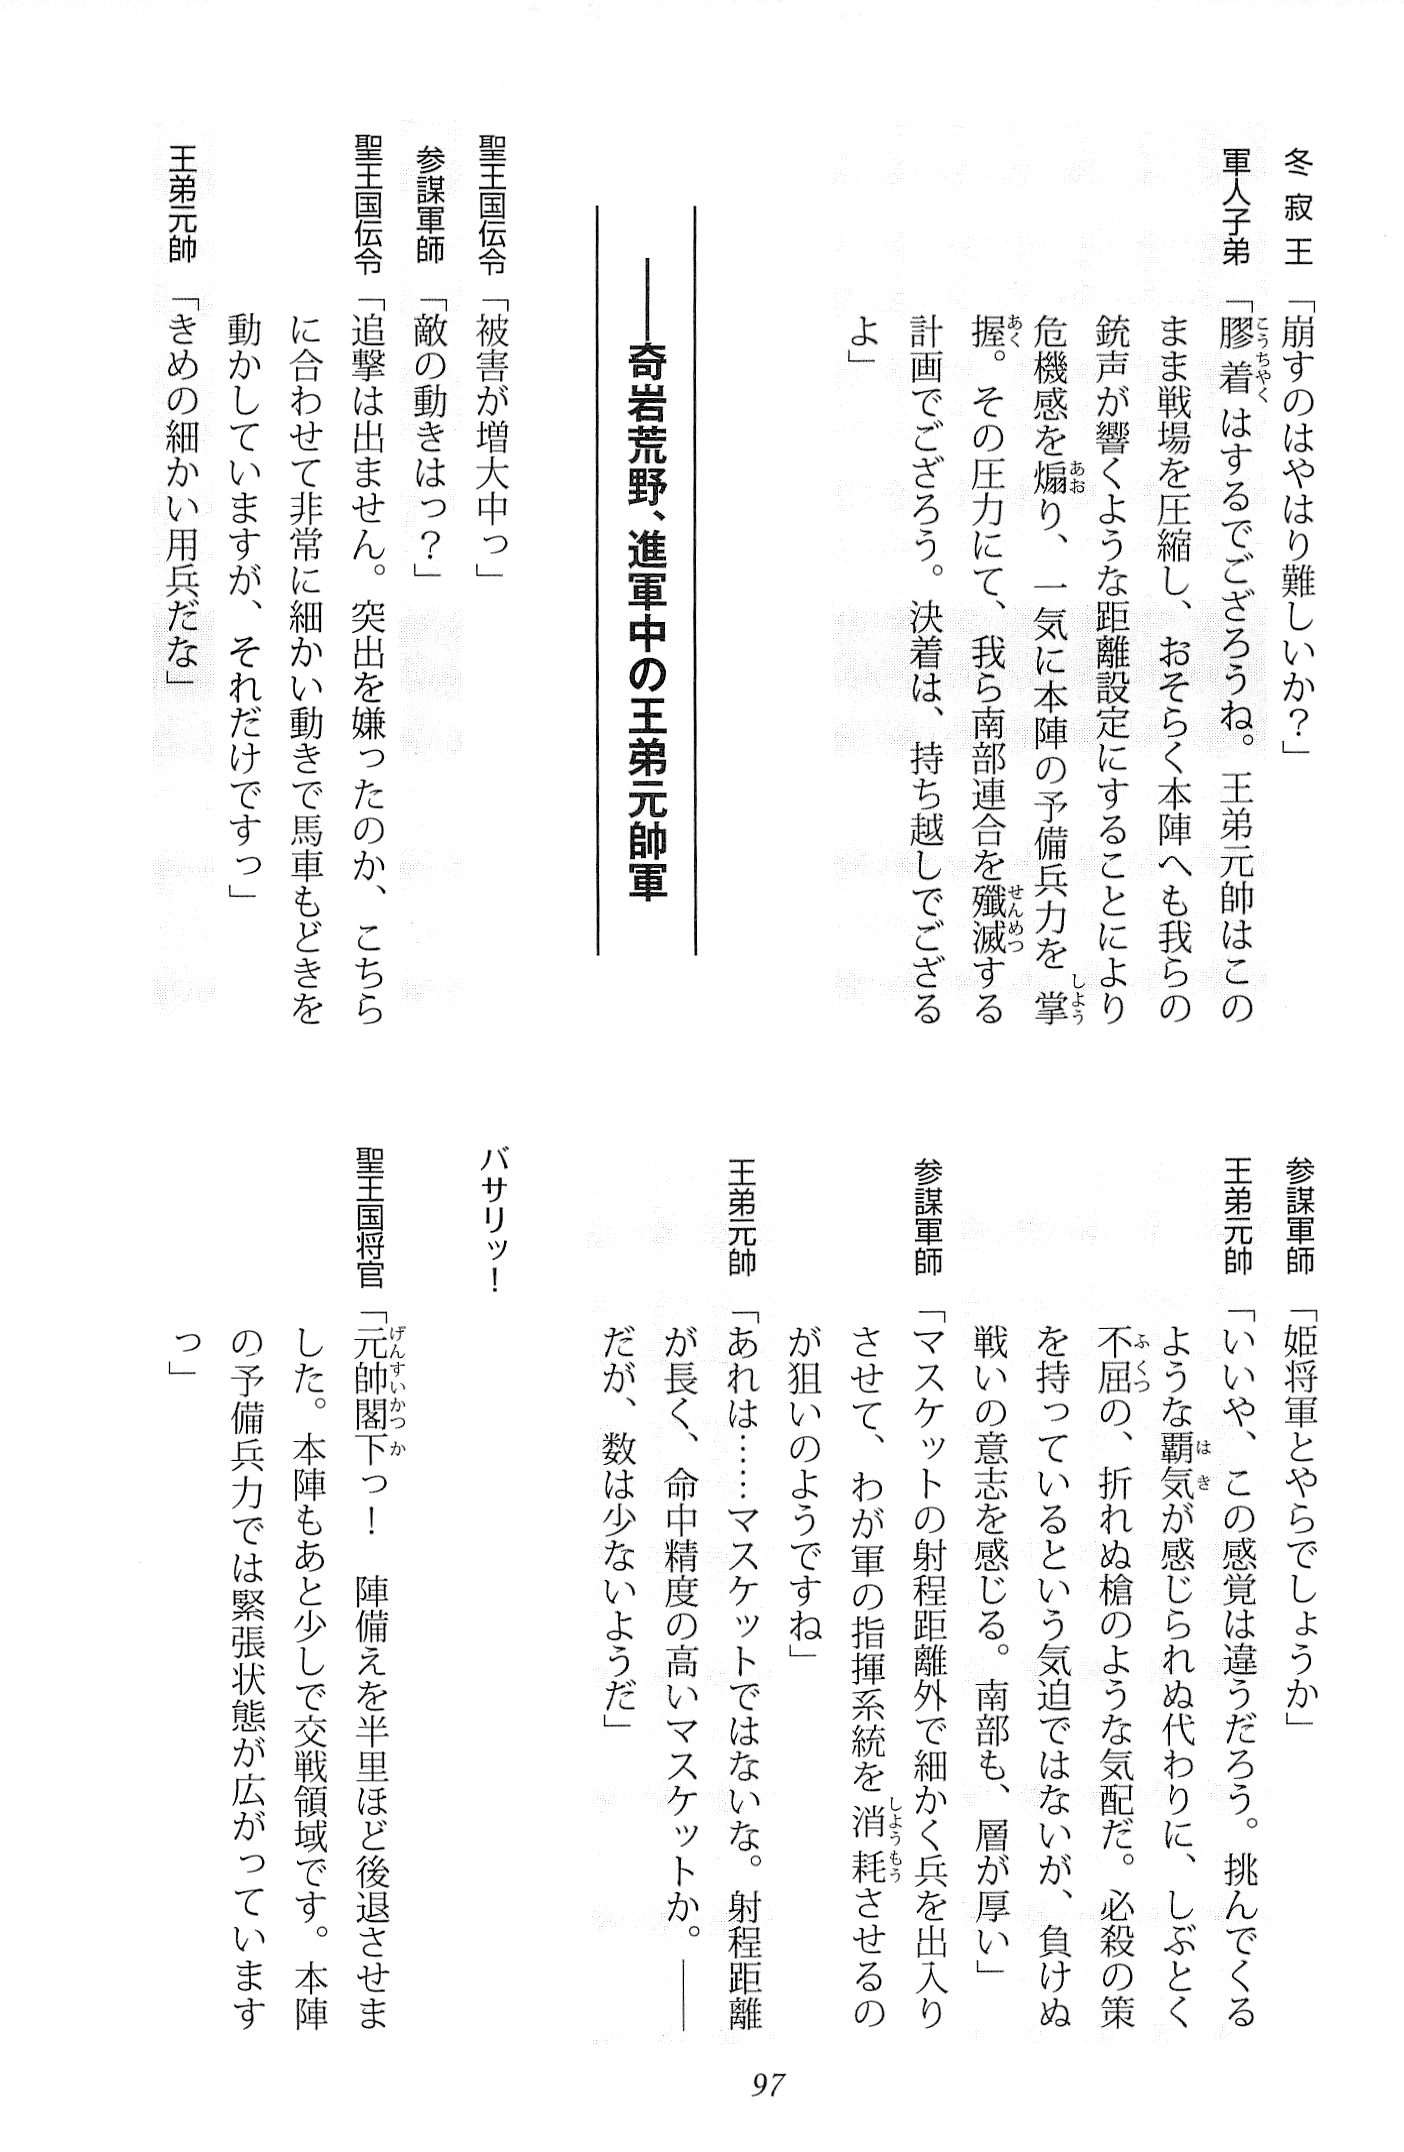 冬寂王「崩すのはやはり難しいか？」
軍人子弟「膠着はするでござろうね。王弟元帥はこの
まま戦場を圧縮し、おそらく本陣へも我らの
銃声が響くような距離設定にすることにより
危機感を煽り、一気に本陣の予備兵力を掌
握。その圧力にて、我ら南部連合を殲滅する
計画でござろう。決着は、持ち越しでござる
よ」
――奇岩荒野、進軍中の王弟元帥軍
聖王国伝令「被害が増大中っ」
参謀軍師「敵の動きはっ？」
聖王国伝令「追撃は出ません。突出を嫌ったのか、こちら
に合わせて非常に細かい動きで馬車もどきを
動かしていますが、それだけですっ」
王弟元帥「きめの細かい用兵だな」
参謀軍師「姫将軍とやらでしょうか」
王弟元帥「いいや、この感覚は違うだろう。挑んでくる
ような覇気が感じられぬ代わりに、しぶとく
不屈の、折れぬ槍のような気配だ。必殺の策
を持っているという気迫ではないが、負けぬ
戦いの意志を感じる。南部も、層が厚い」
参謀軍師「マスケットの射程距離外で細かく兵を出入り
させて、わが軍の指揮系統を消耗させるの
が狙いのようですね」
王弟元帥「あれは……マスケットではないな。射程距離
が長く、命中精度の高いマスケットか。――
だが、数は少ないようだ」
バサリッ！
聖王国将官「元帥閣下っ！　陣備えを半里ほど後退させま
した。本陣もあと少しで交戦領域です。本陣
の予備兵力では緊張状態が広がっています
っ」
97